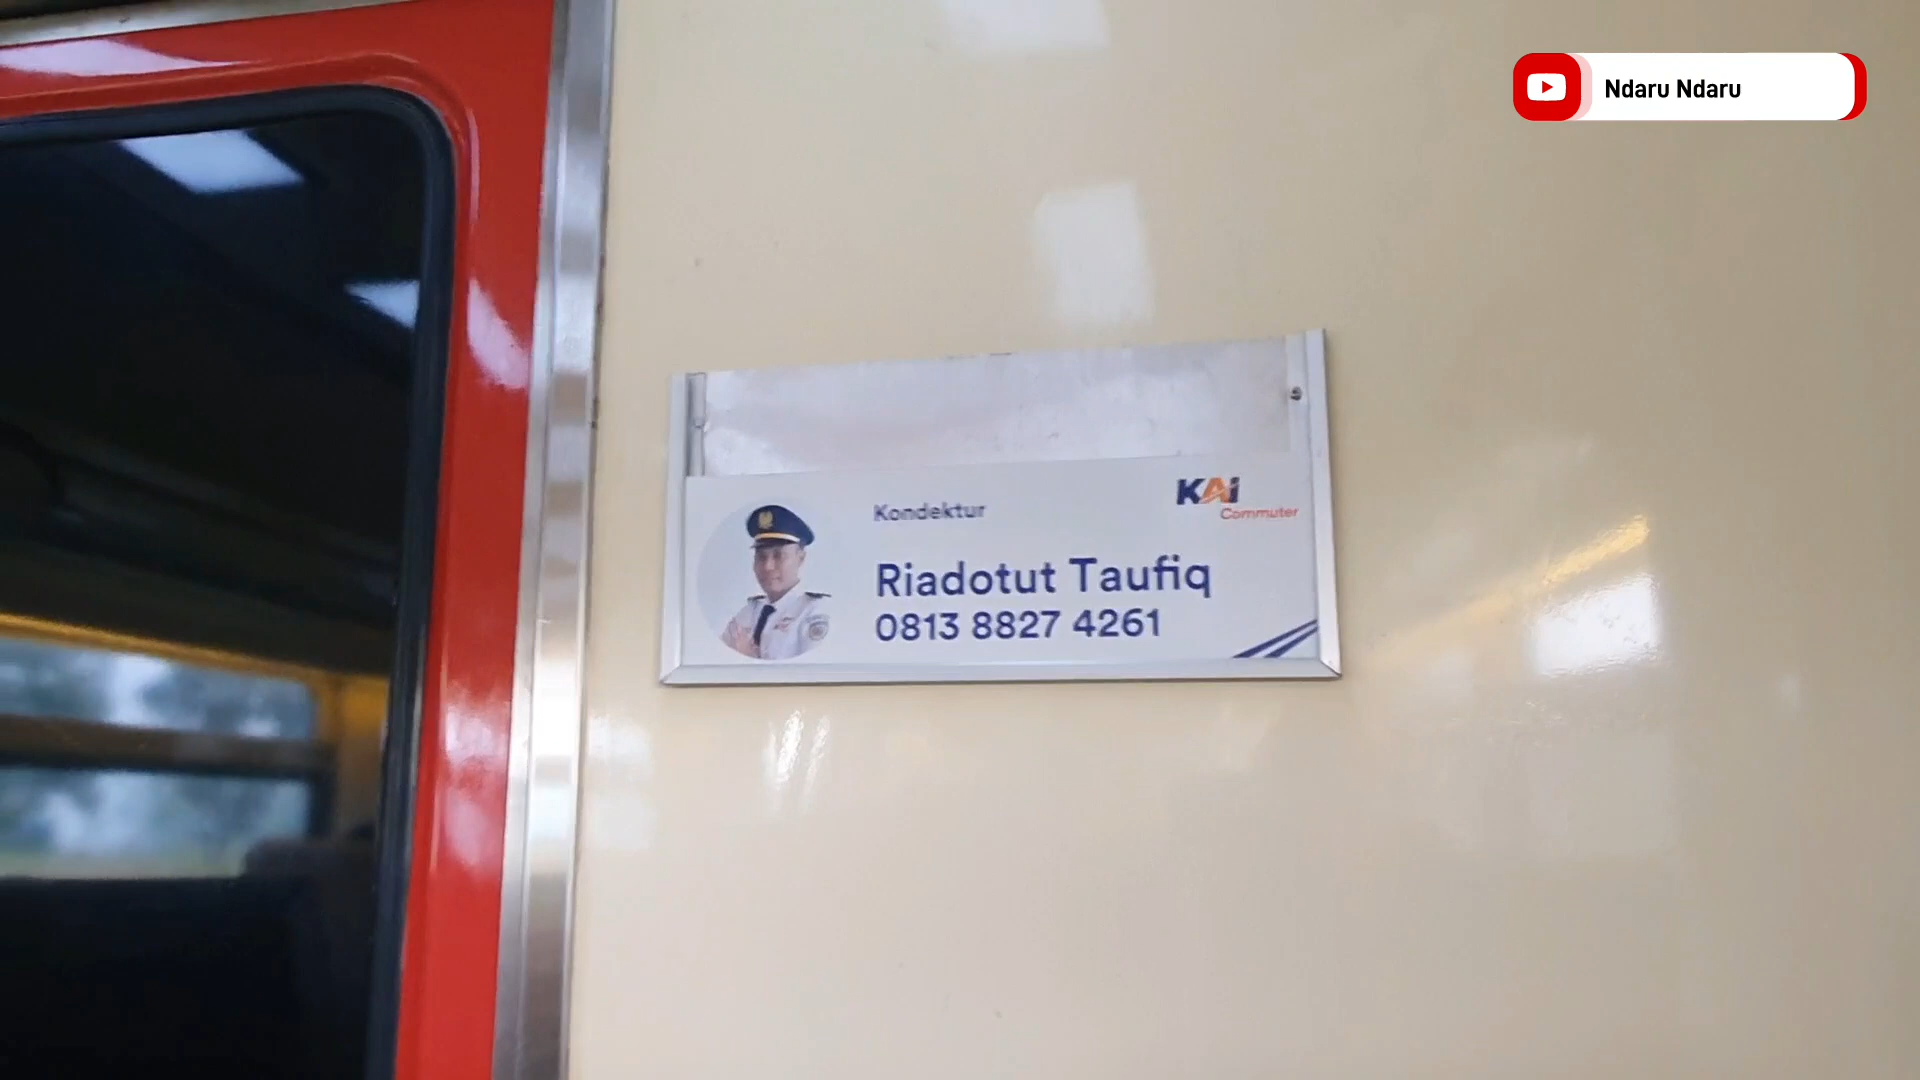 Ndaru Ndaru
KAI
Commuter
Kondektur
Riadotut Taufiq
0813 8827 4261